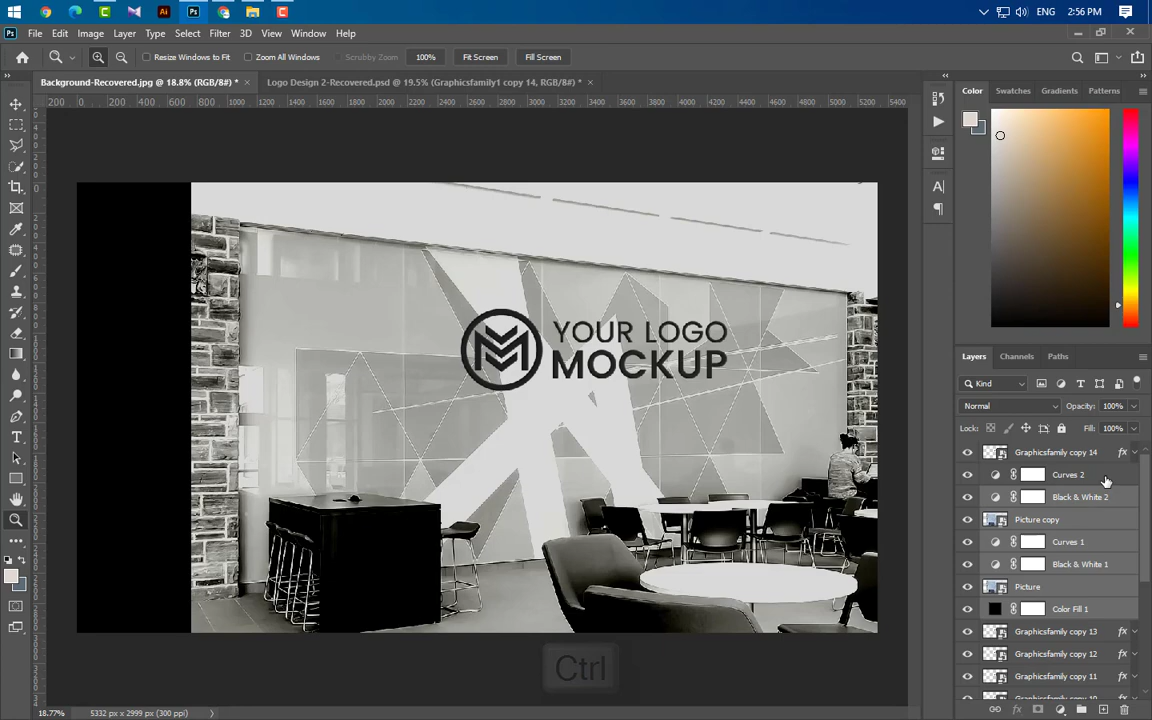 ENG
2:56 PM
Ps
File
Edit
Image
Layer
Type
Select
Filter
3D
View
Window
Help
Resize Windows to Fit
Zoom All Windows
Scrubby Zoom
100%
Fit Screen
Fill Screen
Background-Recovered.jpg @ 18.8% (RGB/8#) *
Logo Design 2-Recovered.psd @ 19.5% (Graphicsfamily1 copy 14, RGB/8#) *
Color
Swatches
Gradients
Patterns
YOUR LOGO
MOCKUP
Layers
Channels
Paths
Kind
Normal
Opacity: 100%
Lock:
Fill: 100%
Graphicsfamily copy 14
fx
Curves 2
Black & White 2
Picture copy
Curves 1
Black & White 1
Picture
Color Fill 1
Graphicsfamily copy 13
fx
Graphicsfamily copy 12
fx
Graphicsfamily copy 11
fx
Graphicsfamily copy 10
Ctrl
18.77%
5332 px x 2999 px (300 ppi)